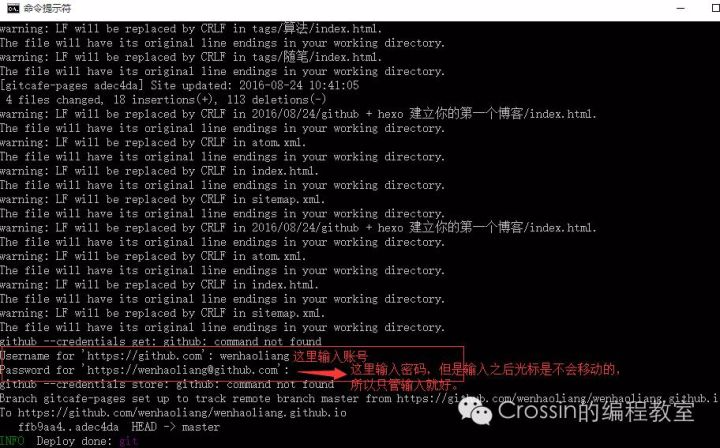 命令提示符
warning: LF will be replaced by CRLF in tags/算法/index.html.
The file will have its original line endings in your working directory.
warning: LF will be replaced by CRLF in tags/随笔/index.html.
The file will have its original line endings in your working directory.
[gitcafe-pages adec4da] Site updated: 2016-08-24 10:41:05
4 files changed, 18 insertions(+), 113 deletions(-)
warning: LF will be replaced by CRLF in 2016/08/24/github + hexo 建立你的第一个博客/index.html.
The file will have its original line endings in your working directory.
warning: LF will be replaced by CRLF in atom.xml.
The file will have its original line endings in your working directory.
warning: LF will be replaced by CRLF in index.html.
The file will have its original line endings in your working directory.
warning: LF will be replaced by CRLF in sitemap.xml.
The file will have its original line endings in your working directory.
warning: LF will be replaced by CRLF in 2016/08/24/github + hexo 建立你的第一个博客/index.html.
The file will have its original line endings in your working directory.
warning: LF will be replaced by CRLF in atom.xml.
The file will have its original line endings in your working directory.
warning: LF will be replaced by CRLF in index.html.
The file will have its original line endings in your working directory.
warning: LF will be replaced by CRLF in sitemap.xml.
The file will have its original line endings in your working directory.
github --credentials get: github: command not found
Username for 'https://github.com': wenhaoliang 这里输入账号
Password for 'https://wenhaoliang@github.com': 这里输入密码，但是输入之后光标是不会移动的，
github --credentials store: github: command not found 所以只管输入就好。
Branch gitcafe-pages set up to track remote branch master from https://github.com/wenhaoliang/wenhaoliang.github.i
To https://github.com/wenhaoliang/wenhaoliang.github.io
ffb9aa4..adec4da HEAD -> master
INFO Deploy done: git
Crossin的编程教室